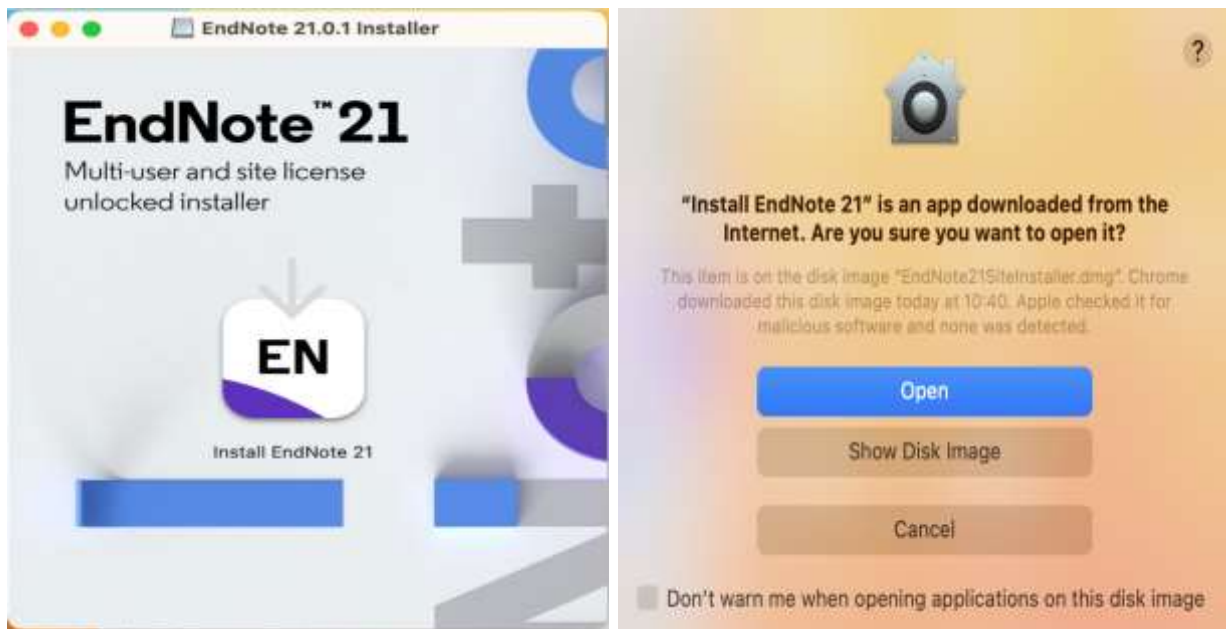 EndNote 21.0.1 Installer
EndNote™21
Multi-user and site license
unlocked installer
EN
Install EndNote 21
?
“Install EndNote 21” is an app downloaded from the
Internet. Are you sure you want to open it?
This item is on the disk image “EndNote21SiteInstaller.dmg”. Chrome
downloaded this disk image today at 10:40. Apple checked it for
malicious software and none was detected.
Open
Show Disk Image
Cancel
Don't warn me when opening applications on this disk image